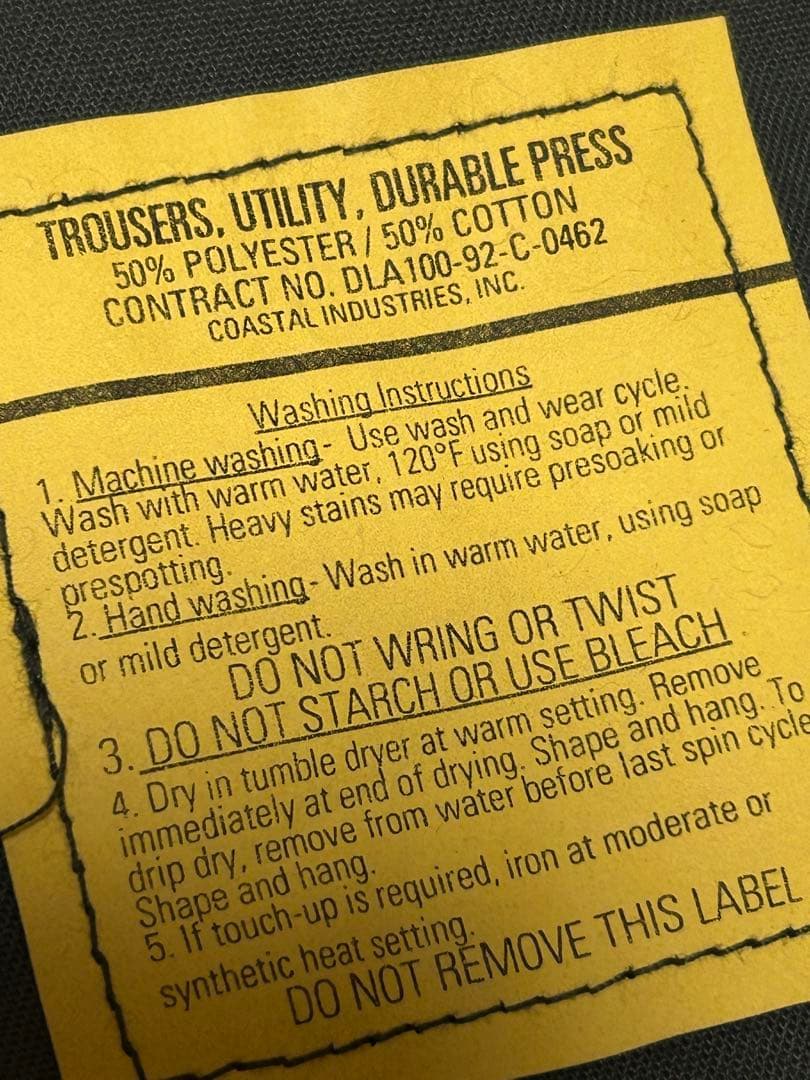 TROUSERS, UTILITY, DURABLE PRESS
50% POLYESTER / 50% COTTON
CONTRACT NO. DLA100-92-C-0462
COASTAL INDUSTRIES, INC.
Washing Instructions
1. Machine washing - Use wash and wear cycle.
Wash with warm water, 120°F using soap or mild
detergent. Heavy stains may require presoaking or
prespotting.
2. Hand washing - Wash in warm water, using soap
or mild detergent.
DO NOT WRING OR TWIST
3. DO NOT STARCH OR USE BLEACH
4. Dry in tumble dryer at warm setting. Remove
immediately at end of drying. Shape and hang. To
drip dry, remove from water before last spin cycle
Shape and hang.
5. If touch-up is required, iron at moderate or
synthetic heat setting.
DO NOT REMOVE THIS LABEL